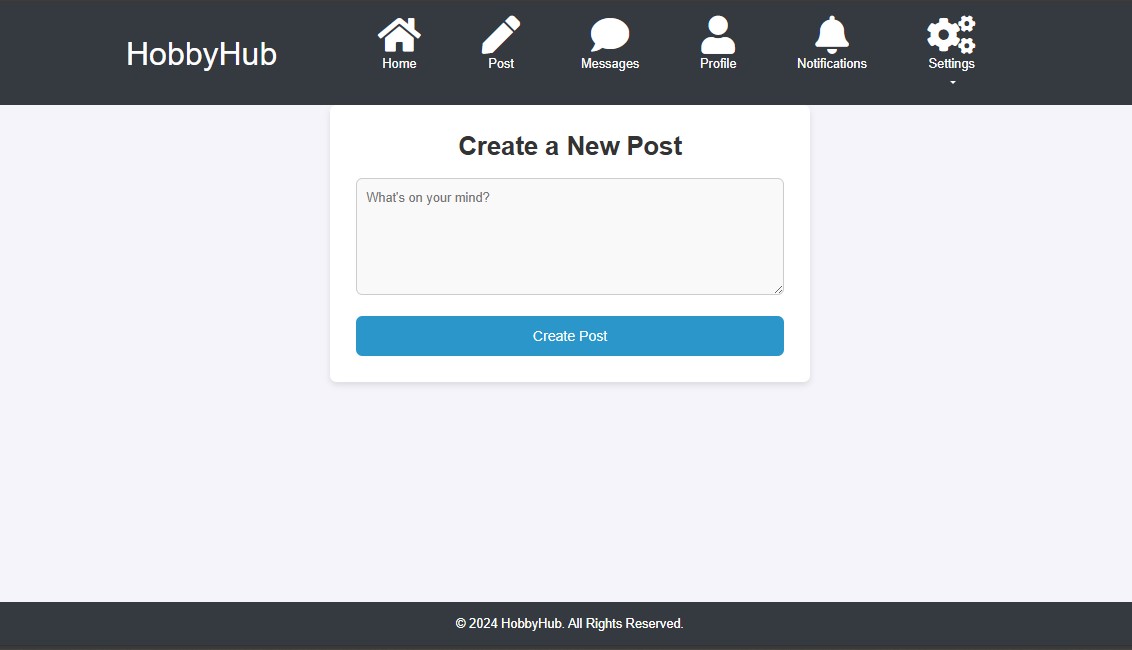 HobbyHub
Home
Post
Messages
Profile
Notifications
Settings
Create a New Post
What's on your mind?
Create Post
© 2024 HobbyHub. All Rights Reserved.